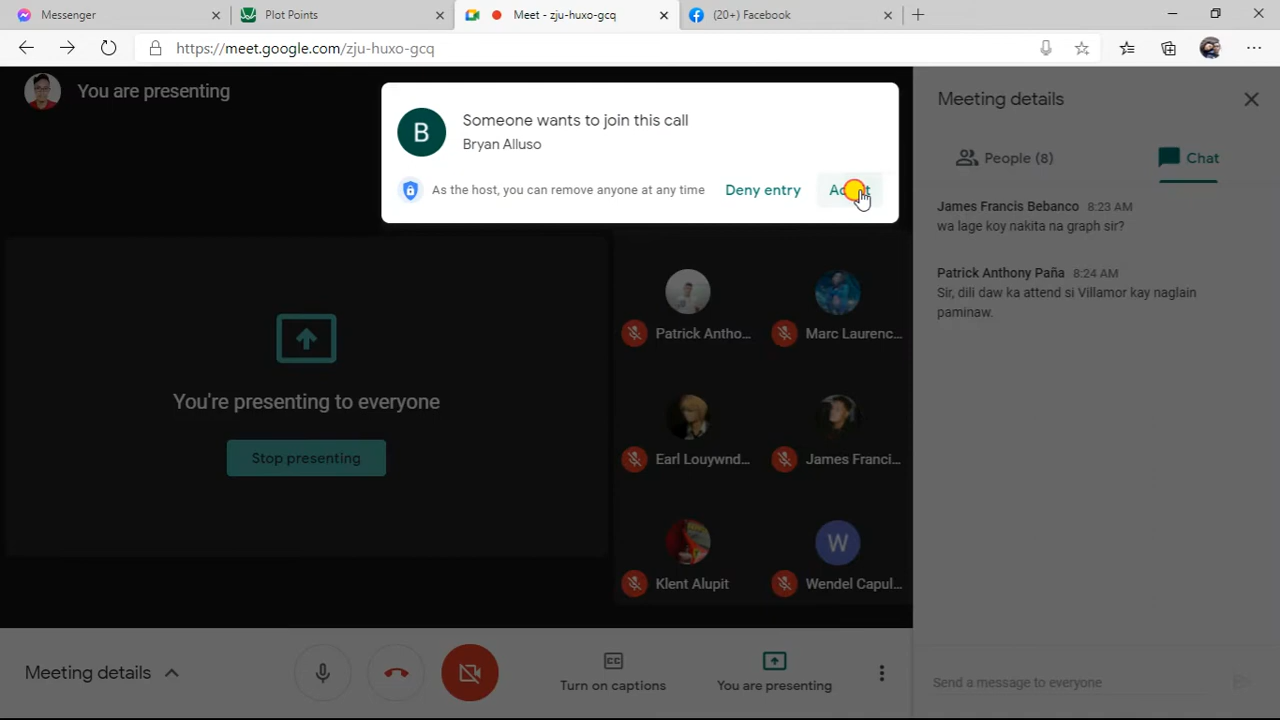 Messenger
Plot Points
Meet - zju-huxo-gcq
(20+) Facebook
https://meet.google.com/zju-huxo-gcq
You are presenting
B
Someone wants to join this call
Bryan Alluso
As the host, you can remove anyone at any time
Deny entry
Meeting details
People (8)
Chat
James Francis Bebanco 8:23 AM
wa lage koy nakita na graph sir?
Patrick Anthony Paña 8:24 AM
Sir, dili daw ka attend si Villamor kay naglain
paminaw.
You're presenting to everyone
Stop presenting
Patrick Antho...
Marc Laurenc...
Earl Louywnd...
James Franci...
Klent Alupit
W
Wendel Capul...
Meeting details
CC
Turn on captions
You are presenting
Send a message to everyone